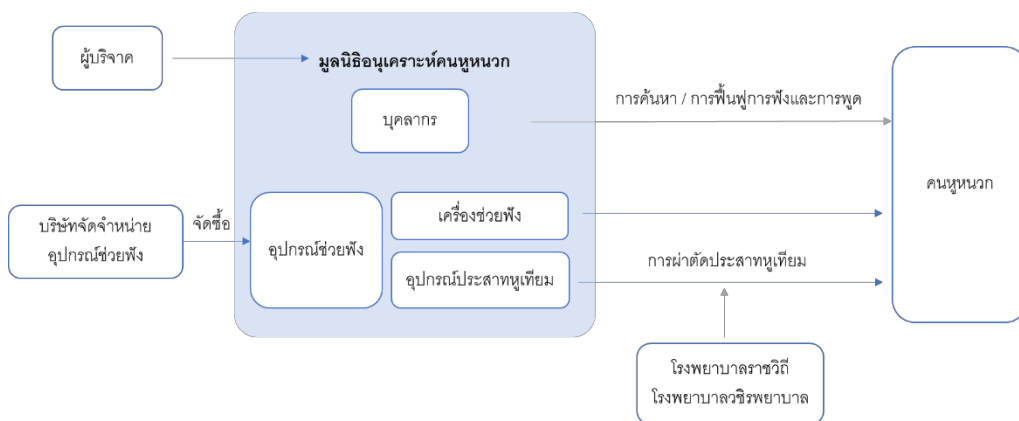 ผู้บริจาค
มูลนิธิอนุเคราะห์คนหูหนวก
บุคลากร
การค้นหา / การฟื้นฟูการฟังและการพูด
คนหูหนวก
บริษัทจัดจำหน่าย
อุปกรณ์ช่วยฟัง
จัดซื้อ
อุปกรณ์ช่วยฟัง
เครื่องช่วยฟัง
อุปกรณ์ประสาทหูเทียม
การผ่าตัดประสาทหูเทียม
โรงพยาบาลราชวิถี
โรงพยาบาลวชิรพยาบาล